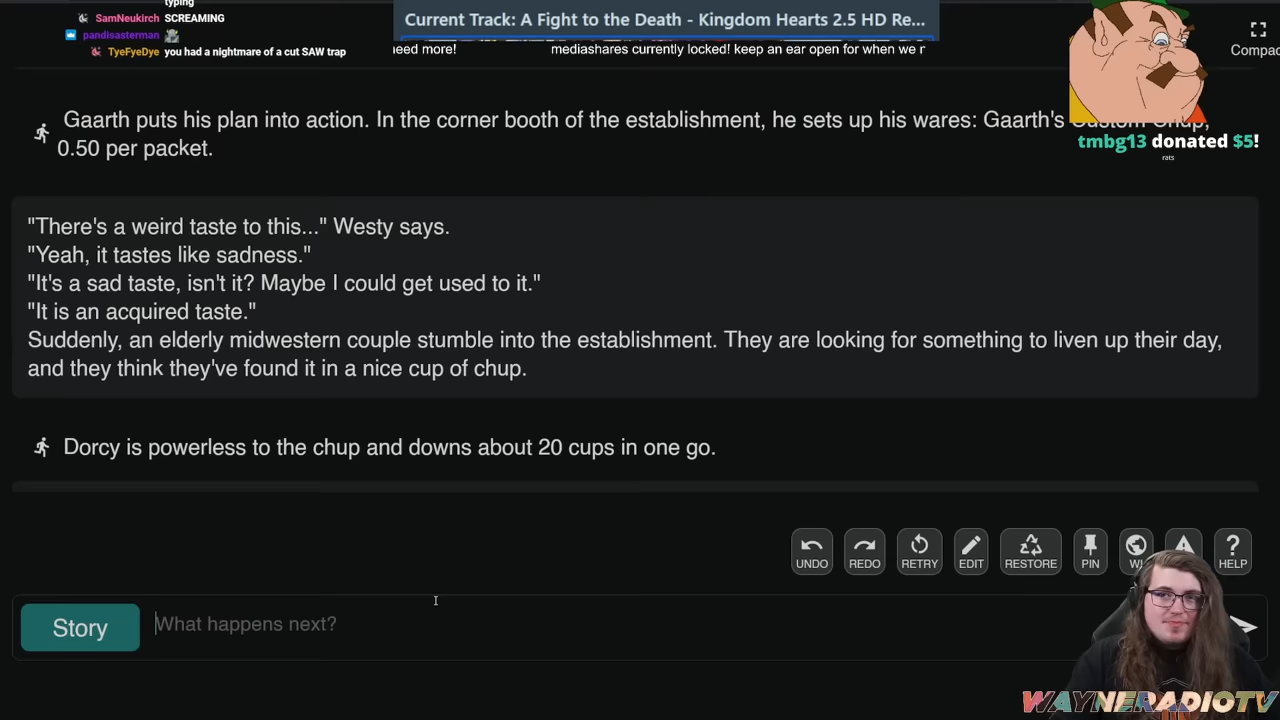 typing
SamNeukirch SCREAMING
pandisasterman
TyeFyeDye you had a nightmare of a cut SAW trap
Current Track: A Fight to the Death - Kingdom Hearts 2.5 HD Re...
need more! mediashares currently locked! keep an ear open for when we r
Compac
tmbg13 donated $5!
rats
Gaarth puts his plan into action. In the corner booth of the establishment, he sets up his wares: Gaarth's Custom Chup,
0.50 per packet.
"There's a weird taste to this..." Westy says.
"Yeah, it tastes like sadness."
"It's a sad taste, isn't it? Maybe I could get used to it."
"It is an acquired taste."
Suddenly, an elderly midwestern couple stumble into the establishment. They are looking for something to liven up their day,
and they think they've found it in a nice cup of chup.
Dorcy is powerless to the chup and downs about 20 cups in one go.
UNDO REDO RETRY EDIT RESTORE PIN WI HELP
Story What happens next?
WAYNERADIOTV